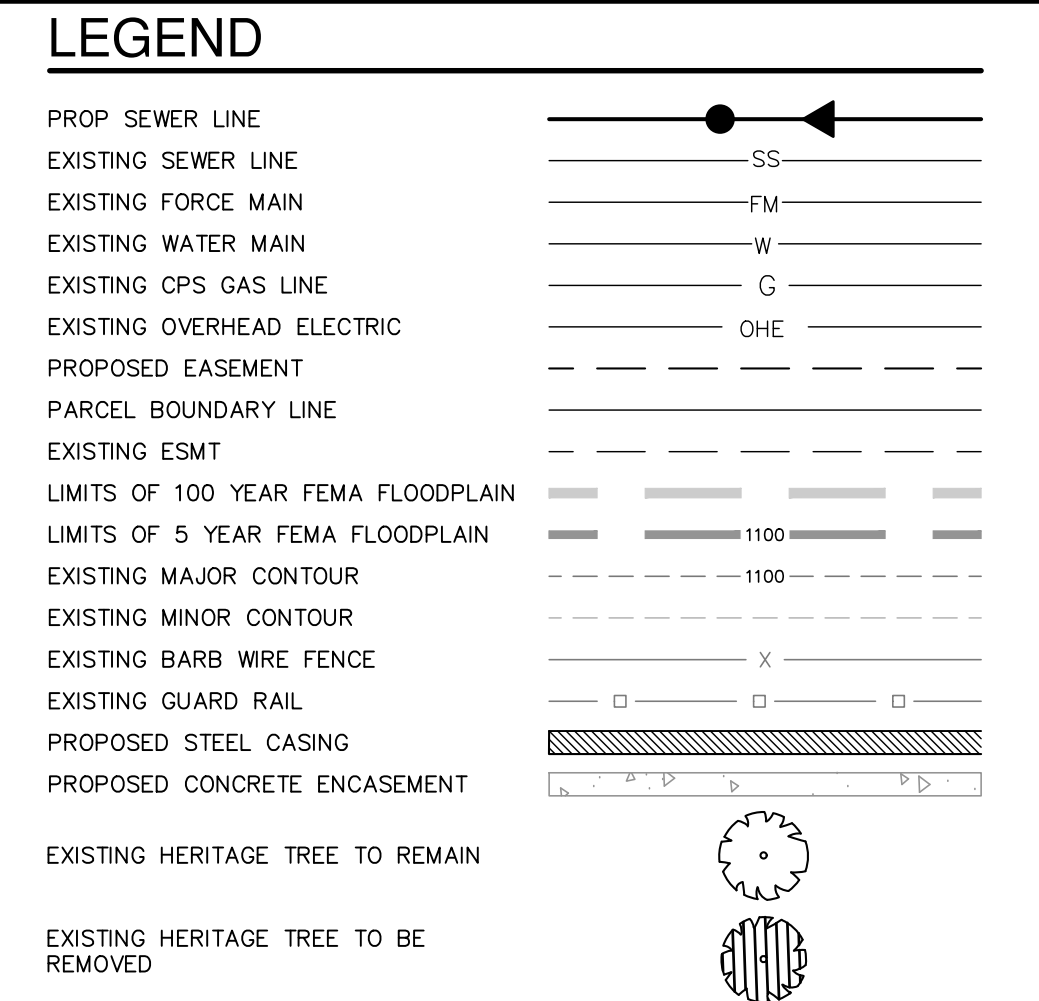 LEGEND
PROP SEWER LINE
EXISTING SEWER LINE SS
EXISTING FORCE MAIN FM
EXISTING WATER MAIN W
EXISTING CPS GAS LINE G
EXISTING OVERHEAD ELECTRIC OHE
PROPOSED EASEMENT
PARCEL BOUNDARY LINE
EXISTING ESMT
LIMITS OF 100 YEAR FEMA FLOODPLAIN
LIMITS OF 5 YEAR FEMA FLOODPLAIN 1100
EXISTING MAJOR CONTOUR 1100
EXISTING MINOR CONTOUR
EXISTING BARB WIRE FENCE X
EXISTING GUARD RAIL
PROPOSED STEEL CASING
PROPOSED CONCRETE ENCASEMENT
EXISTING HERITAGE TREE TO REMAIN
EXISTING HERITAGE TREE TO BE
REMOVED